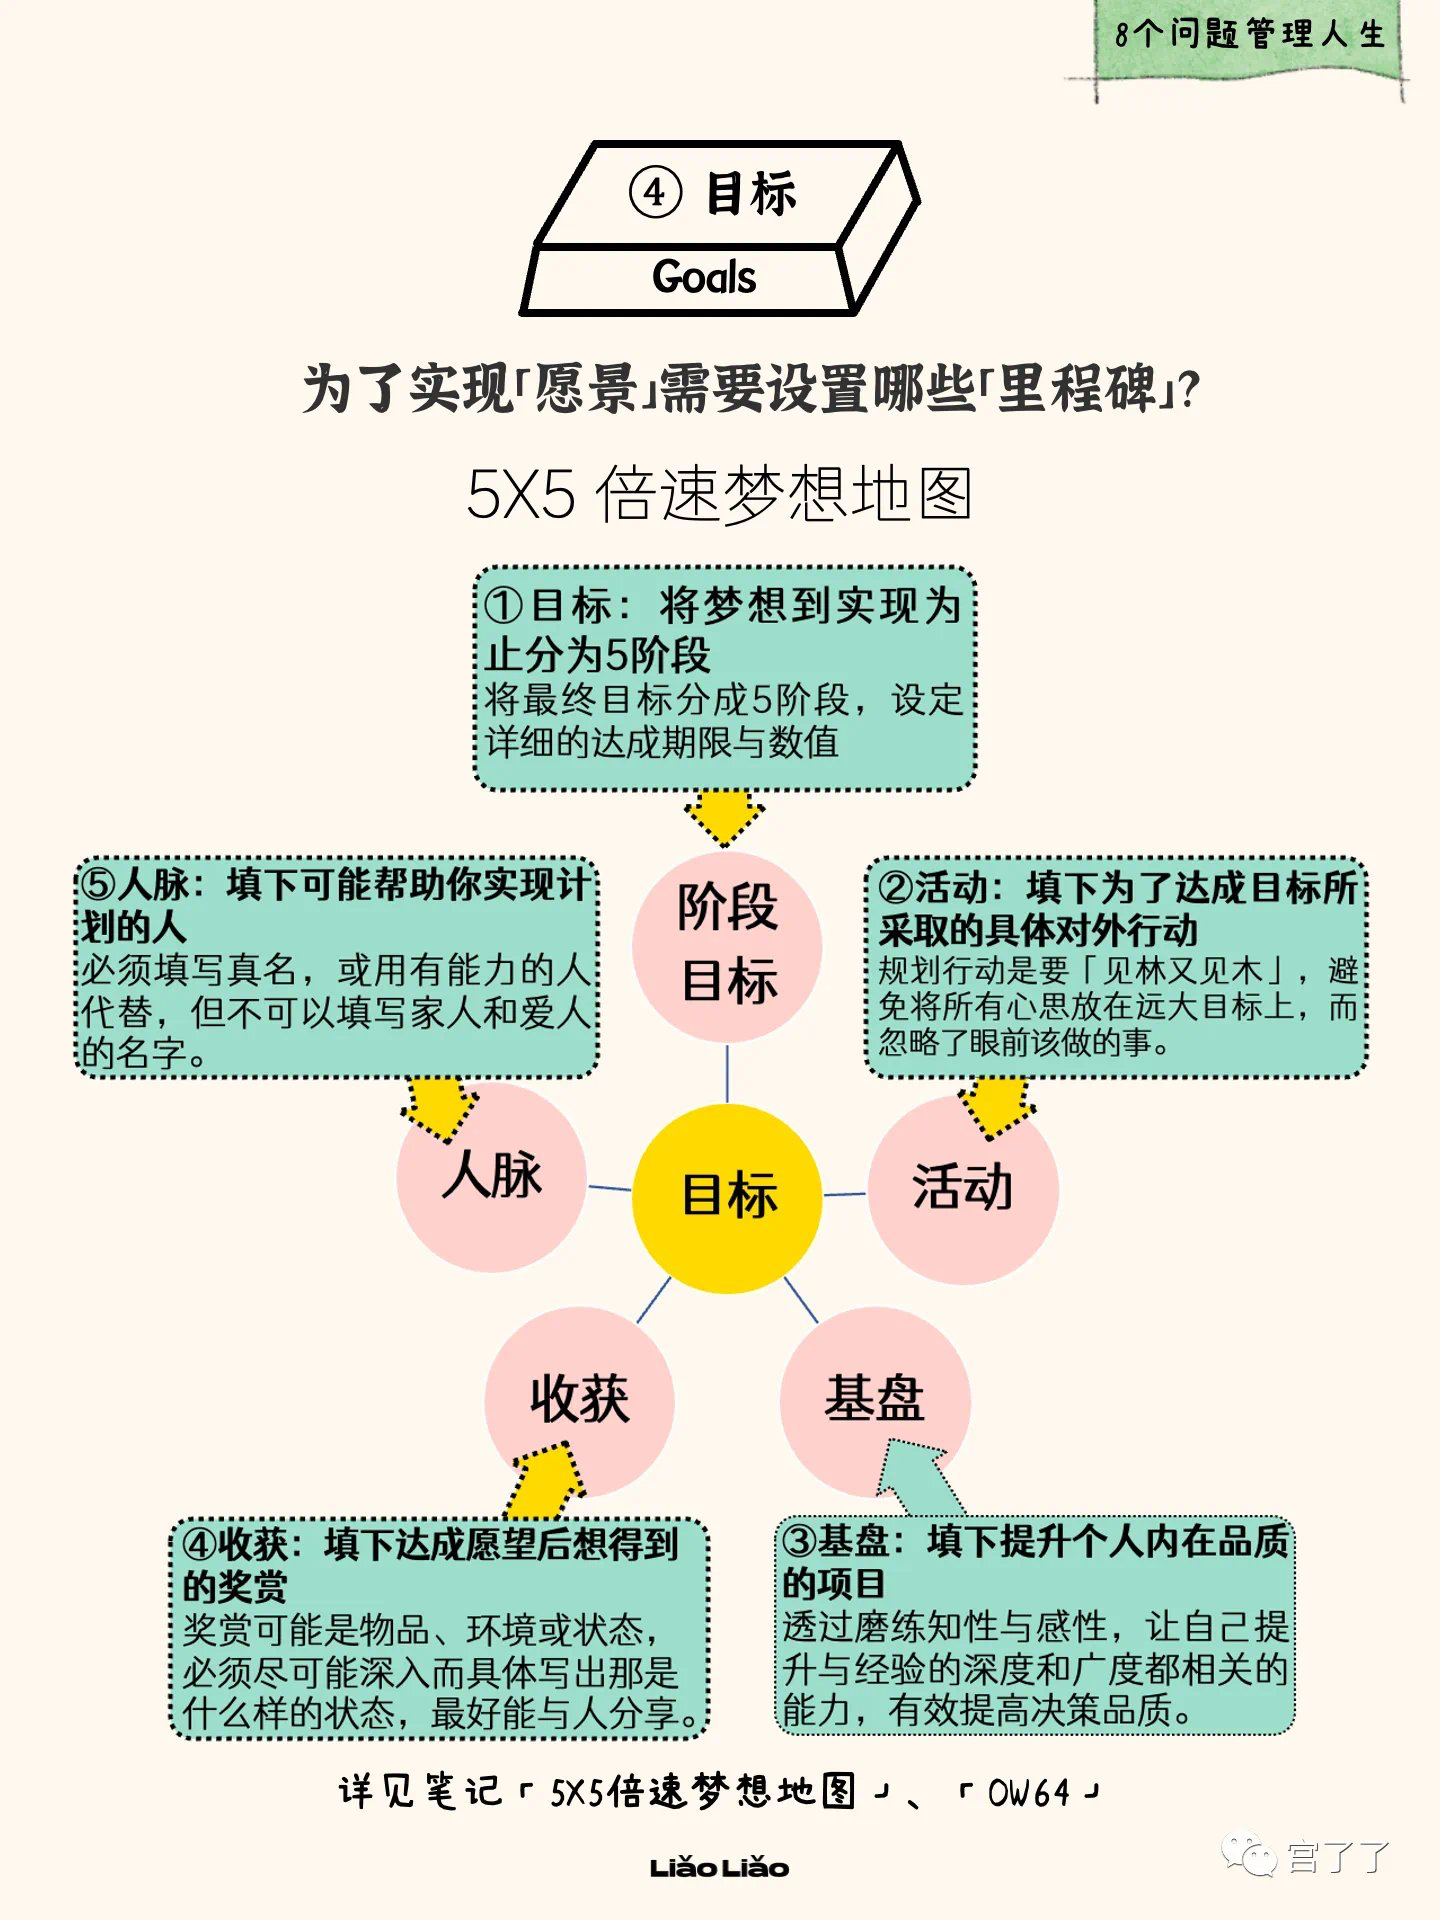 8个问题管理人生
④ 目标
Goals
为了实现「愿景」需要设置哪些「里程碑」?
5X5 倍速梦想地图
①目标：将梦想到实现为
止分为5阶段
将最终目标分成5阶段，设定
详细的达成期限与数值
⑤人脉：填下可能帮助你实现计
划的人
必须填写真名，或用有能力的人
代替，但不可以填写家人和爱人
的名字。
②活动：填下为了达成目标所
采取的具体对外行动
规划行动是要「见林又见木」，避
免将所有心思放在远大目标上，而
忽略了眼前该做的事。
阶段
目标
人脉
目标
活动
收获
基盘
④收获：填下达成愿望后想得到
的奖赏
奖赏可能是物品、环境或状态，
必须尽可能深入而具体写出那是
什么样的状态，最好能与人分享。
③基盘：填下提升个人内在品质
的项目
透过磨练知性与感性，让自己提
升与经验的深度和广度都相关的
能力，有效提高决策品质。
详见笔记「5X5倍速梦想地图」、「OW64」
Liǎo Liǎo
宫了了